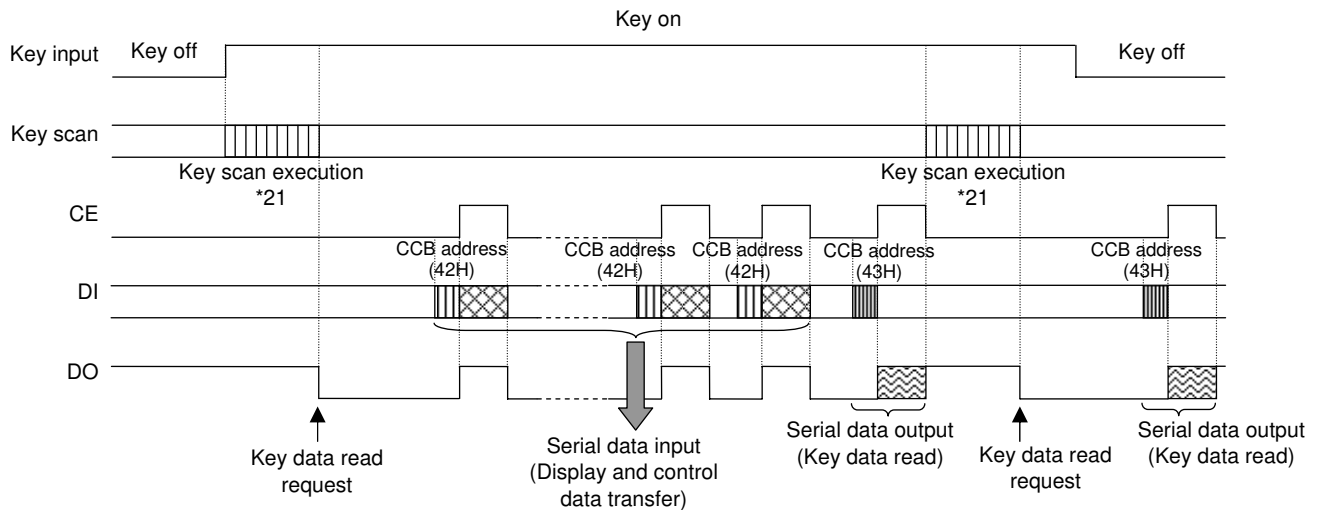 Key on
Key input
Key off
Key off
Key scan
Key scan execution
*21
Key scan execution
*21
CE
CCB address
(42H)
CCB address
(42H)
CCB address
(42H)
CCB address
(43H)
CCB address
(43H)
DI
DO
Key data read
request
Serial data input
(Display and control
data transfer)
Serial data output
(Key data read)
Key data read
request
Serial data output
(Key data read)